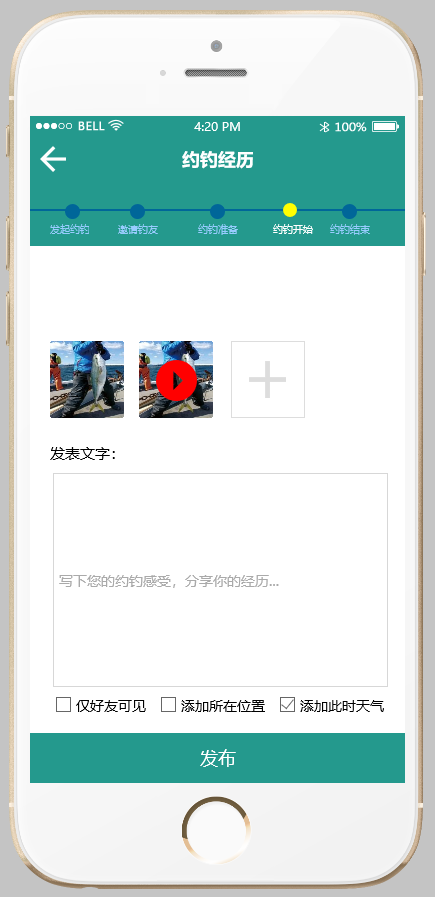 BELL 4:20 PM 100%
约钓经历
发起约钓 邀请钓友 约钓准备 约钓开始 约钓结束
发表文字：
写下您的约钓感受，分享你的经历...
仅好友可见 添加所在位置 添加此时天气
发布